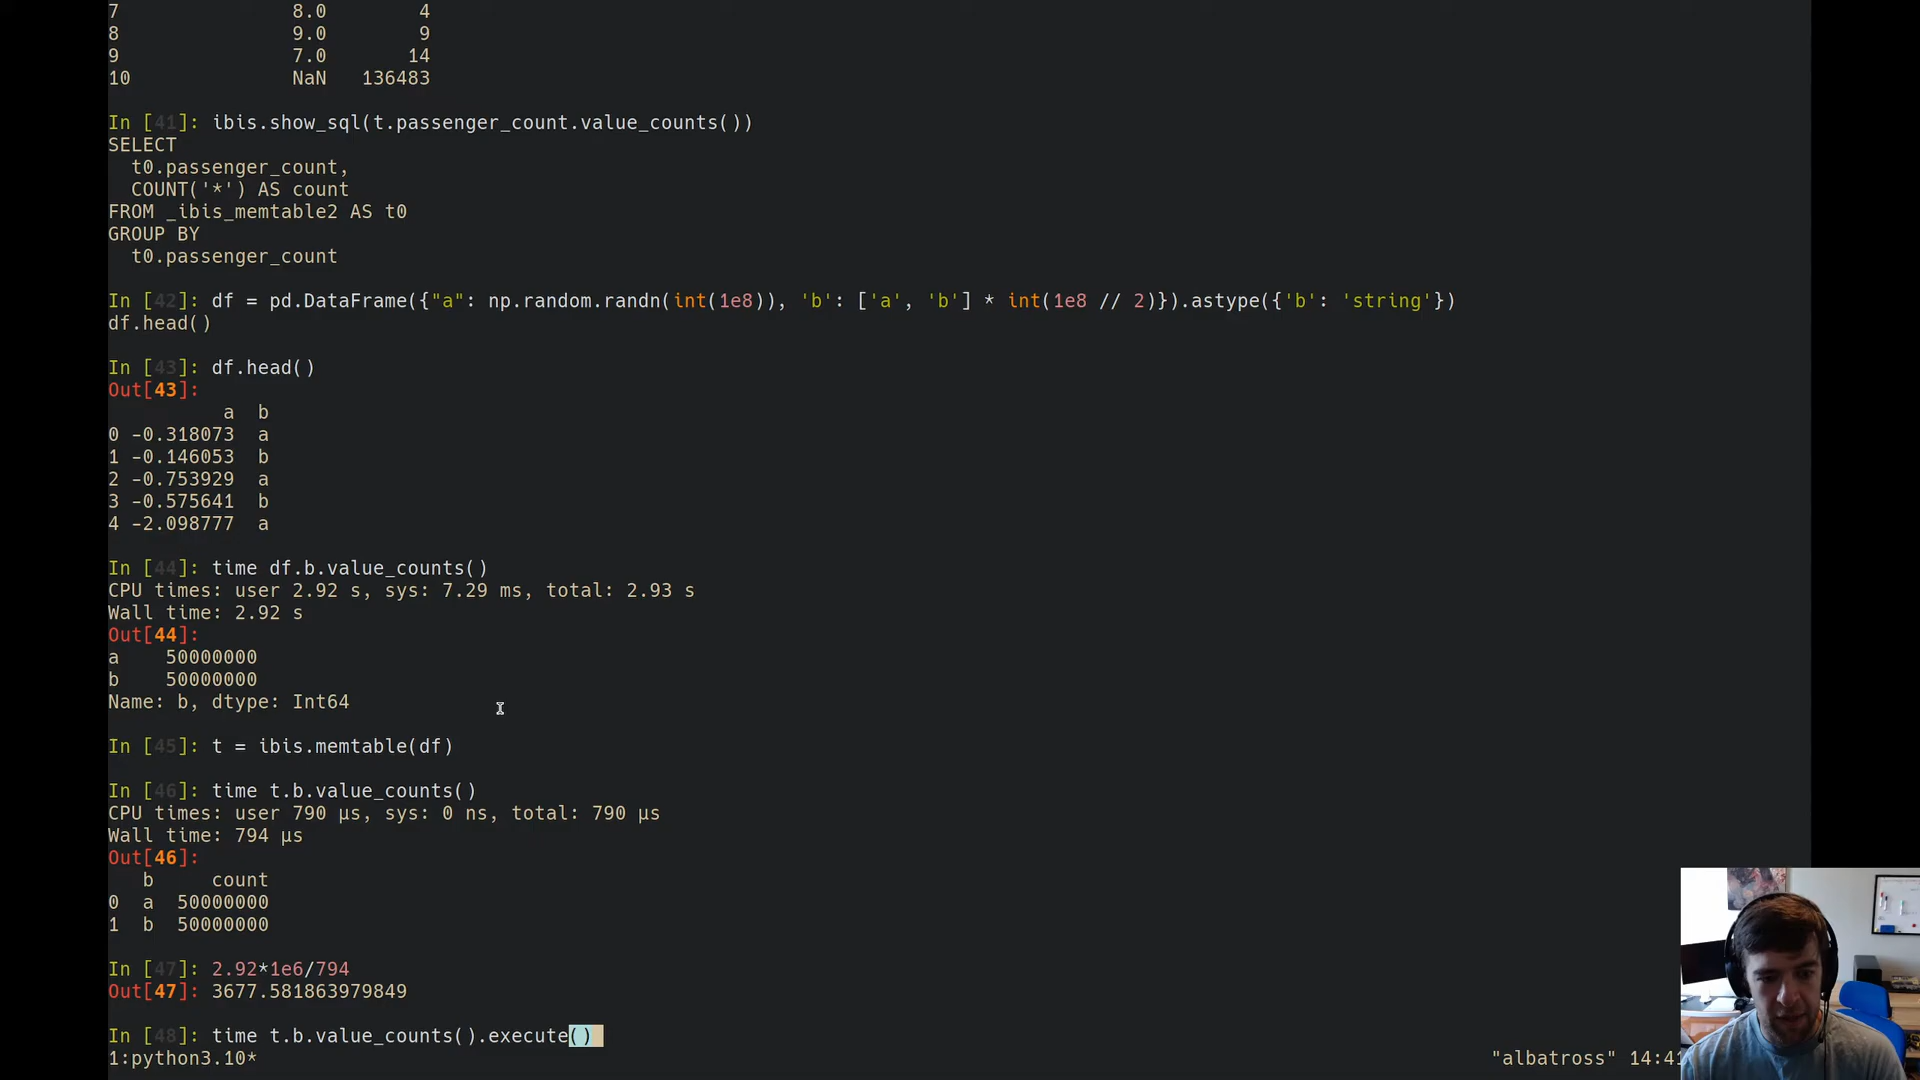 7               8.0       4
8               9.0       9
9               7.0      14
10              NaN  136483
In [41]: ibis.show_sql(t.passenger_count.value_counts())
SELECT
  t0.passenger_count,
  COUNT('*') AS count
FROM _ibis_memtable2 AS t0
GROUP BY
  t0.passenger_count
In [42]: df = pd.DataFrame({"a": np.random.randn(int(1e8)), 'b': ['a', 'b'] * int(1e8 // 2)}).astype({'b': 'string'})
df.head()
In [43]: df.head()
Out[43]:
          a  b
0 -0.318073  a
1 -0.146053  b
2 -0.753929  a
3 -0.575641  b
4 -2.098777  a
In [44]: time df.b.value_counts()
CPU times: user 2.92 s, sys: 7.29 ms, total: 2.93 s
Wall time: 2.92 s
Out[44]:
a    50000000
b    50000000
Name: b, dtype: Int64
In [45]: t = ibis.memtable(df)
In [46]: time t.b.value_counts()
CPU times: user 790 µs, sys: 0 ns, total: 790 µs
Wall time: 794 µs
Out[46]:
   b     count
0  a  50000000
1  b  50000000
In [47]: 2.92*1e6/794
Out[47]: 3677.581863979849
In [48]: time t.b.value_counts().execute()
1:python3.10* "albatross"